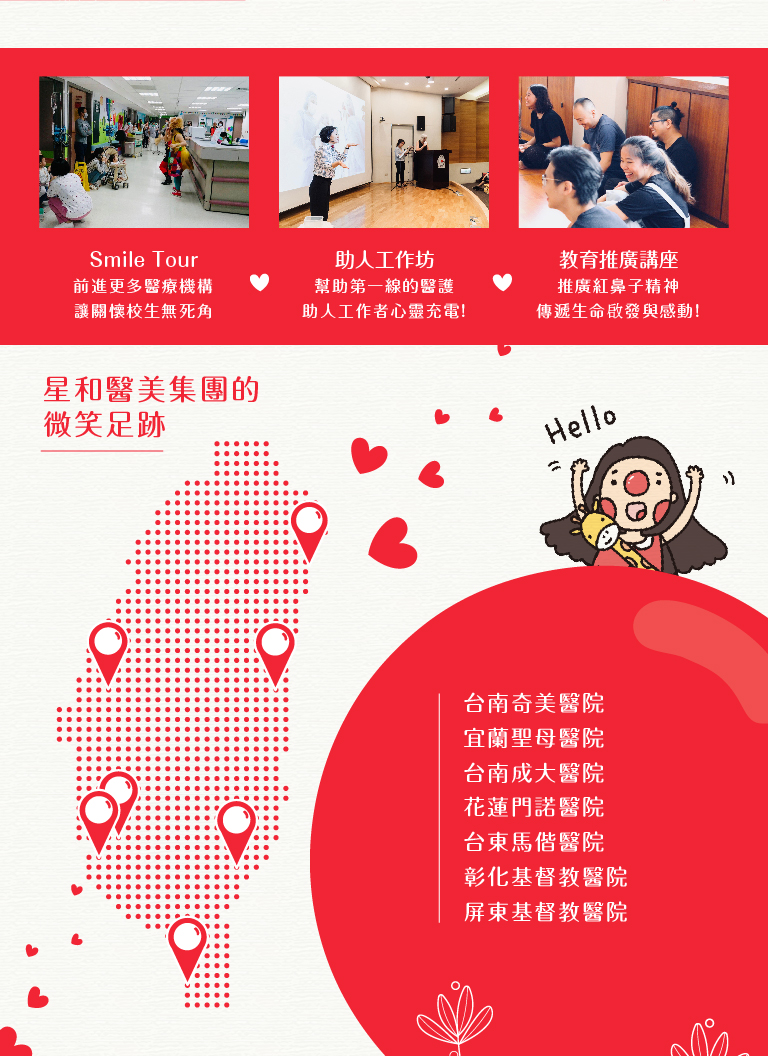 Smile Tour
前進更多醫療機構
讓關懷校生無死角
助人工作坊
幫助第一線的醫護
助人工作者心靈充電!
教育推廣講座
推廣紅鼻子精神
傳遞生命啟發與感動!
星和醫美集團的
微笑足跡
Hello
台南奇美醫院
宜蘭聖母醫院
台南成大醫院
花蓮門諾醫院
台東馬偕醫院
彰化基督教醫院
屏東基督教醫院